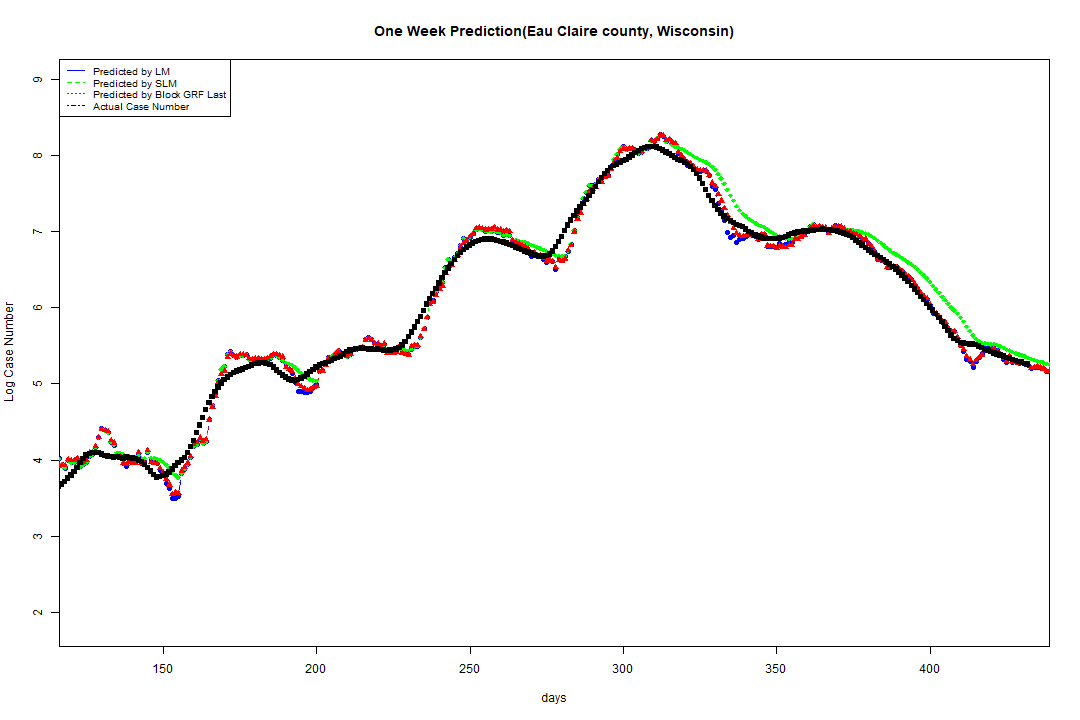 One Week Prediction(Eau Claire county, Wisconsin)
Predicted by LM
Predicted by SLM
Predicted by Block GRF Last
Actual Case Number
Log Case Number
9
8
7
6
5
4
3
2
150 200 250 300 350 400
days